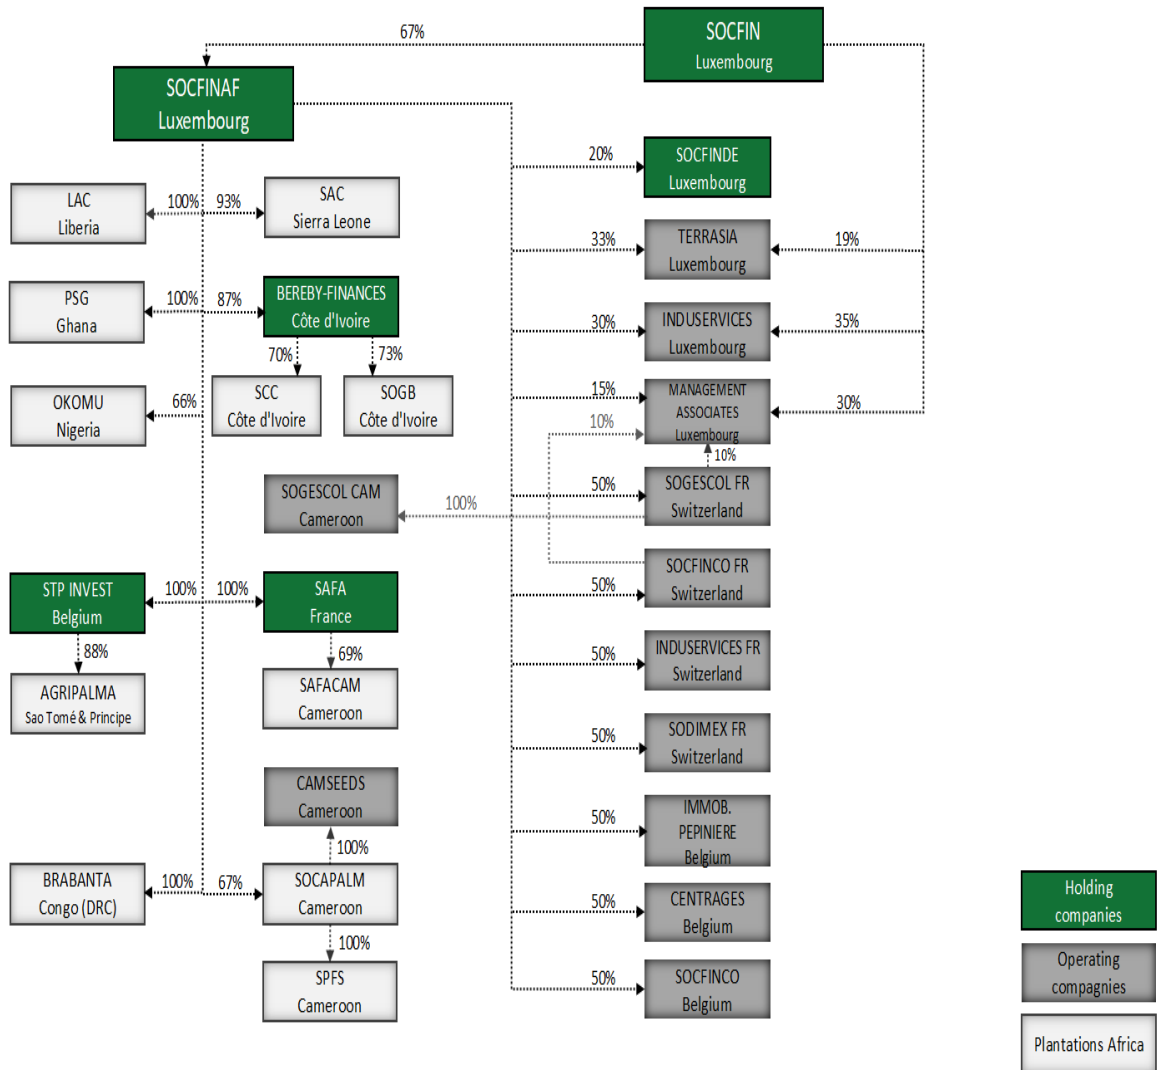 SOCFIN
Luxembourg
67%
SOCFINAF
Luxembourg
20%
SOCFINDE
Luxembourg
LAC
Liberia
100%
93%
SAC
Sierra Leone
33%
TERRASIA
Luxembourg
19%
PSG
Ghana
100%
87%
BEREBY-FINANCES
Côte d'Ivoire
30%
INDUSERVICES
Luxembourg
35%
70%
73%
SCC
Côte d'Ivoire
SOGB
Côte d'Ivoire
OKOMU
Nigeria
66%
15%
10%
MANAGEMENT
ASSOCIATES
Luxembourg
30%
10%
SOGESCOL CAM
Cameroon
100%
50%
SOGESCOL FR
Switzerland
STP INVEST
Belgium
100%
100%
SAFA
France
50%
SOCFINCO FR
Switzerland
88%
69%
AGRIPALMA
Sao Tomé & Principe
SAFACAM
Cameroon
50%
INDUSERVICES FR
Switzerland
50%
SODIMEX FR
Switzerland
CAMSEEDS
Cameroon
100%
50%
IMMOB.
PEPINIERE
Belgium
BRABANTA
Congo (DRC)
100%
67%
SOCAPALM
Cameroon
50%
CENTRAGES
Belgium
100%
SPFS
Cameroon
50%
SOCFINCO
Belgium
Holding
companies
Operating
compagnies
Plantations Africa